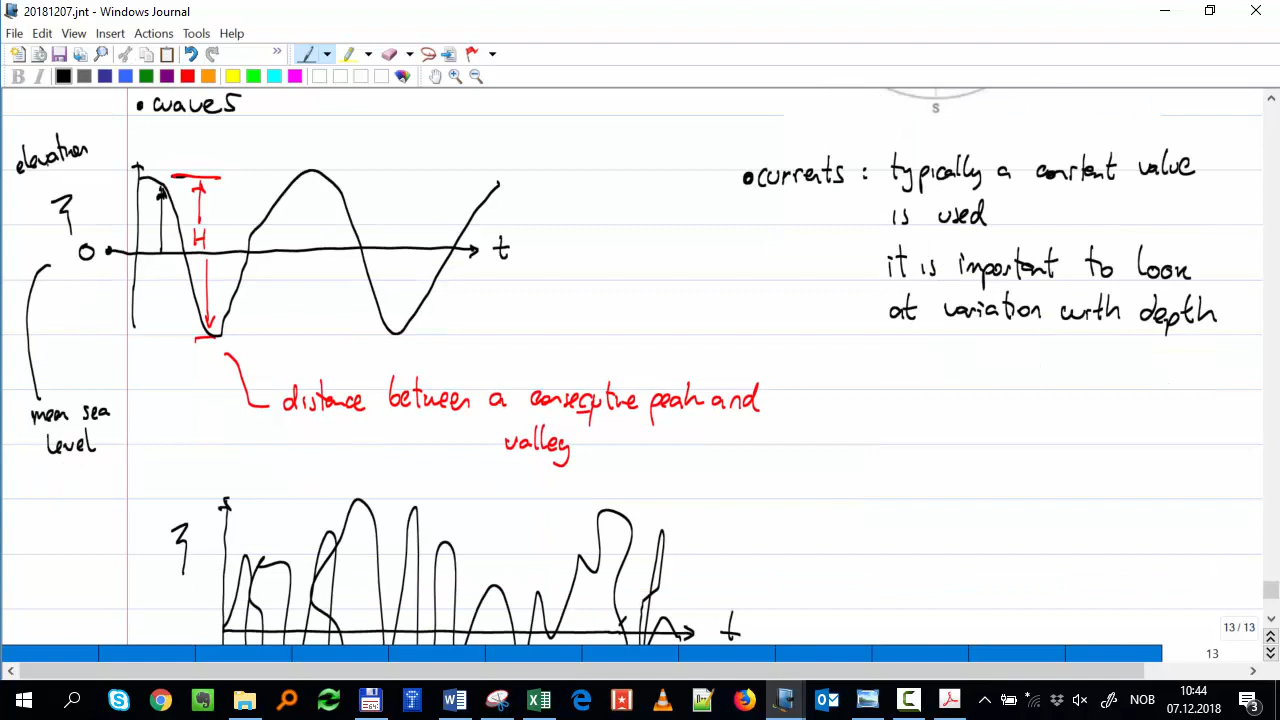 20181207.jnt - Windows Journal
File Edit View Insert Actions Tools Help
B I
•waves
S
elevation
ζ
0
H
t
mean sea
level
•currents : typically a constant value
is used
it is important to look
at variation with depth
distance between a consecutive peak and
valley
ζ
t
13 / 13
13
NOB
10:44
07.12.2018
3